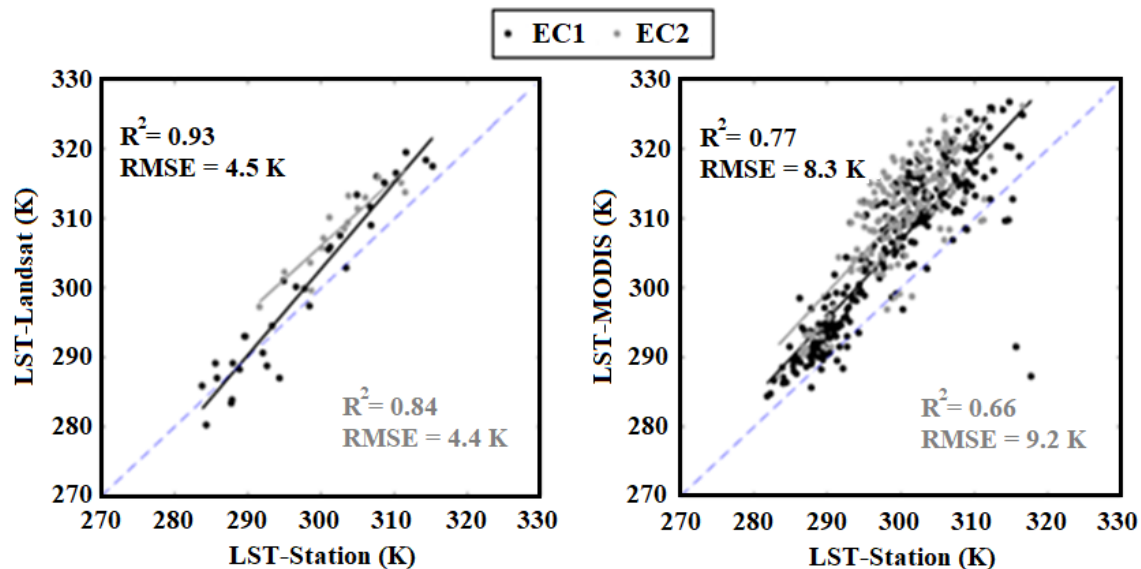 EC1 EC2
330
320
310
300
290
280
270
LST-Landsat (K)
R²= 0.93
RMSE = 4.5 K
R²= 0.84
RMSE = 4.4 K
270 280 290 300 310 320 330
LST-Station (K)
330
320
310
300
290
280
270
LST-MODIS (K)
R²= 0.77
RMSE = 8.3 K
R²= 0.66
RMSE = 9.2 K
270 280 290 300 310 320 330
LST-Station (K)